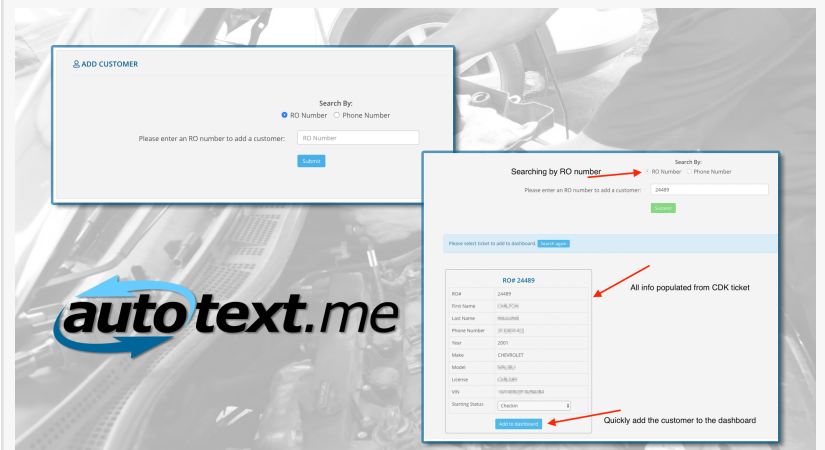 ADD CUSTOMER
Search By:
RO Number Phone Number
Please enter an RO number to add a customer: RO Number
Submit
autotext.me
Search By:
Searching by RO number RO Number Phone Number
Please enter an RO number to add a customer: 24489
Success
Please select ticket to add to dashboard. Search again
RO# 24489
All info populated from CDK ticket
RO# 24489
First Name
Last Name
Phone Number
Year 2001
Make CHEVROLET
Model
License
VIN
Starting Status Checkin
Add to dashboard
Quickly add the customer to the dashboard